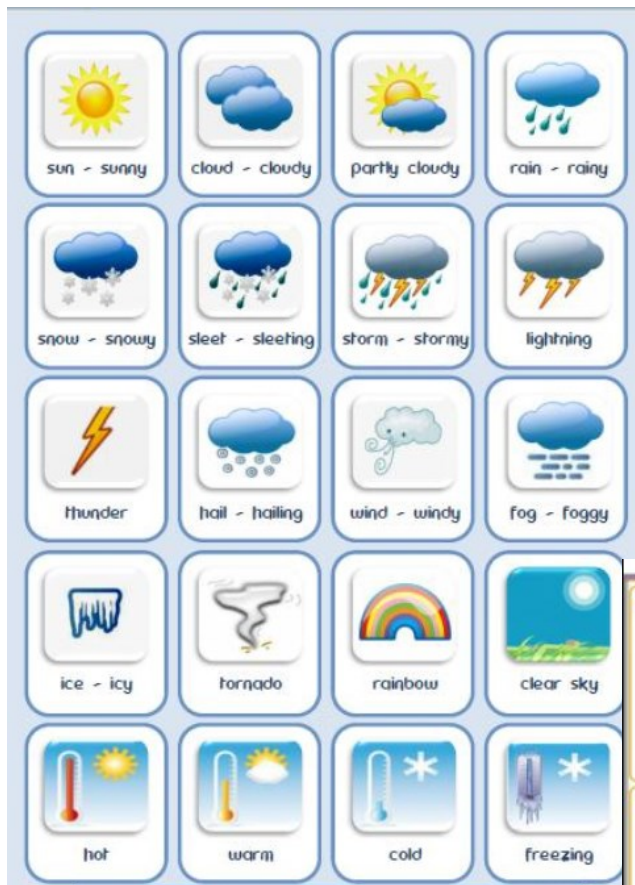 sun - sunny
cloud - cloudy
partly cloudy
rain - rainy
snow - snowy
sleet - sleeting
storm - stormy
lightning
thunder
hail - hailing
wind - windy
fog - foggy
ice - icy
tornado
rainbow
clear sky
hot
warm
cold
freezing